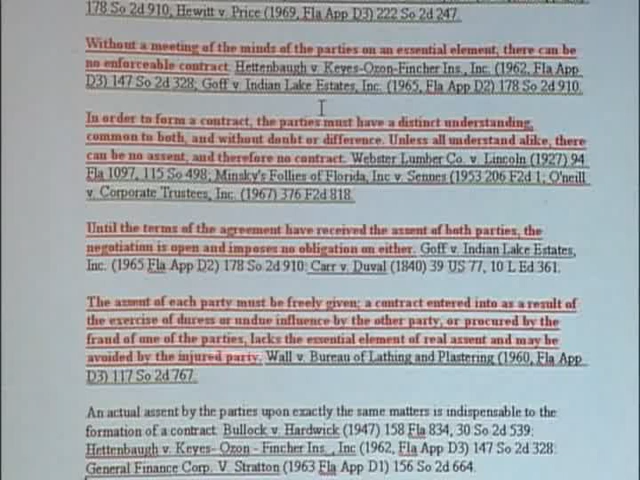 178 So 2d 910, Hewitt v. Price (1969, Fla App D3) 222 So 2d 247.
Without a meeting of the minds of the parties on an essential element, there can be
no enforceable contract. Hettenbaugh v. Keyes-Ozon-Fincher Ins., Inc. (1962, Fla App
D3) 147 So 2d 328; Goff v. Indian Lake Estates, Inc. (1965, Fla App D2) 178 So 2d 910.
In order to form a contract, the parties must have a distinct understanding,
common to both, and without doubt or difference. Unless all understand alike, there
can be no assent, and therefore no contract. Webster Lumber Co. v. Lincoln (1927) 94
Fla 1097, 115 So 498; Minsky's Follies of Florida, Inc v. Sennes (1953 206 F2d 1; O'neill
v. Corporate Trustees, Inc. (1967) 376 F2d 818.
Until the terms of the agreement have received the assent of both parties, the
negotiation is open and imposes no obligation on either. Goff v. Indian Lake Estates,
Inc. (1965 Fla App D2) 178 So 2d 910; Carr v. Duval (1840) 39 US 77, 10 L Ed 361.
The assent of each party must be freely given; a contract entered into as a result of
the exercise of duress or undue influence by the other party, or procured by the
fraud of one of the parties, lacks the essential element of real assent and may be
avoided by the injured party. Wall v. Bureau of Lathing and Plastering (1960, Fla App
D3) 117 So 2d 767.
An actual assent by the parties upon exactly the same matters is indispensable to the
formation of a contract. Bullock v. Hardwick (1947) 158 Fla 834, 30 So 2d 539;
Hettenbaugh v. Keyes- Ozon - Fincher Ins. , Inc (1962, Fla App D3) 147 So 2d 328;
General Finance Corp. V. Stratton (1963 Fla App D1) 156 So 2d 664.